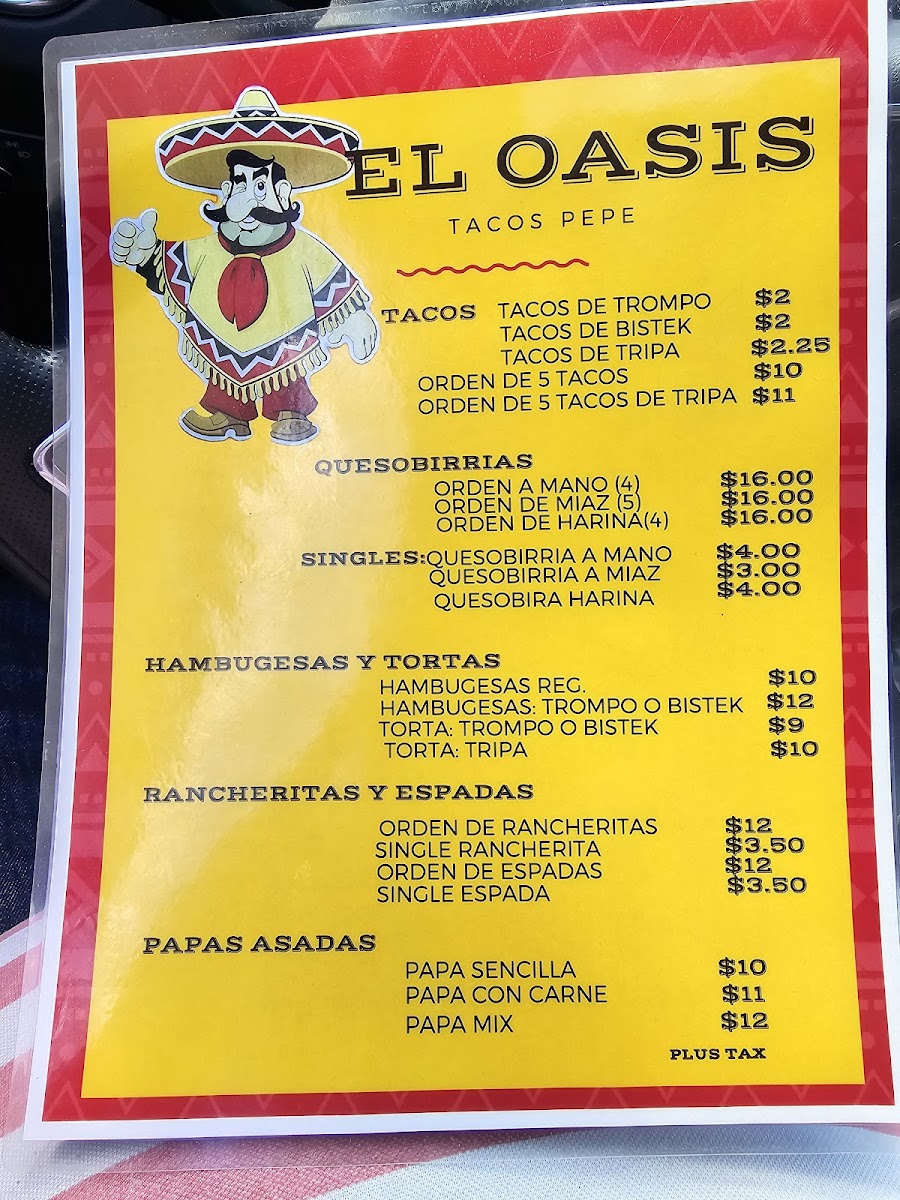 EL OASIS
TACOS PEPE
TACOS TACOS DE TROMPO $2
TACOS DE BISTEK $2
TACOS DE TRIPA $2.25
ORDEN DE 5 TACOS $10
ORDEN DE 5 TACOS DE TRIPA $11
QUESOBIRRIAS
ORDEN A MANO (4) $16.00
ORDEN DE MIAZ (5) $16.00
ORDEN DE HARINA(4) $16.00
SINGLES: QUESOBIRRIA A MANO $4.00
QUESOBIRRIA A MIAZ $3.00
QUESOBIRA HARINA $4.00
HAMBUGESAS Y TORTAS
HAMBUGESAS REG. $10
HAMBUGESAS: TROMPO O BISTEK $12
TORTA: TROMPO O BISTEK $9
TORTA: TRIPA $10
RANCHERITAS Y ESPADAS
ORDEN DE RANCHERITAS $12
SINGLE RANCHERITA $3.50
ORDEN DE ESPADAS $12
SINGLE ESPADA $3.50
PAPAS ASADAS
PAPA SENCILLA $10
PAPA CON CARNE $11
PAPA MIX $12
PLUS TAX